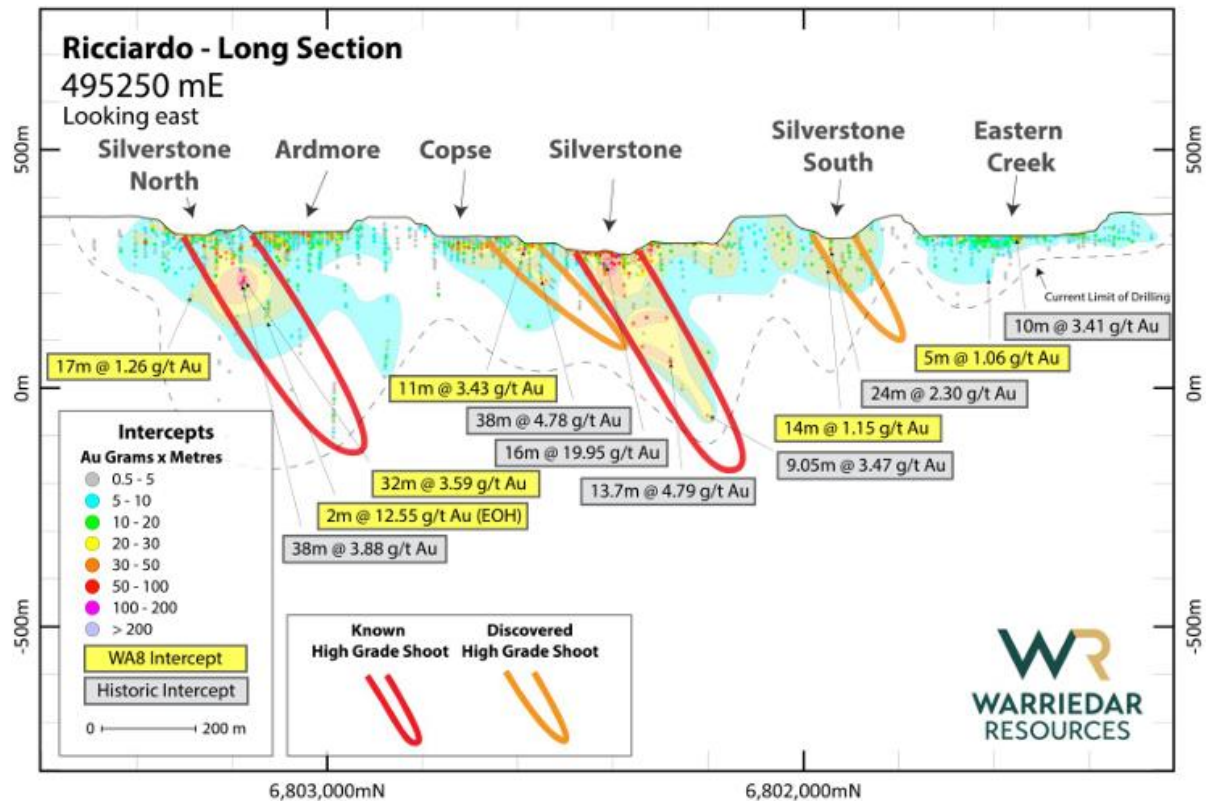 Ricciardo - Long Section
495250 mE
Looking east
Silverstone
North
Ardmore
Copse
Silverstone
Silverstone
South
Eastern
Creek
500m
500m
0m
0m
-500m
-500m
Current Limit of Drilling
10m @ 3.41 g/t Au
17m @ 1.26 g/t Au
5m @ 1.06 g/t Au
11m @ 3.43 g/t Au
24m @ 2.30 g/t Au
38m @ 4.78 g/t Au
14m @ 1.15 g/t Au
16m @ 19.95 g/t Au
9.05m @ 3.47 g/t Au
32m @ 3.59 g/t Au
13.7m @ 4.79 g/t Au
2m @ 12.55 g/t Au (EOH)
38m @ 3.88 g/t Au
Intercepts
Au Grams x Metres
0.5 - 5
5 - 10
10 - 20
20 - 30
30 - 50
50 - 100
100 - 200
> 200
WA8 Intercept
Historic Intercept
0 200 m
Known
High Grade Shoot
Discovered
High Grade Shoot
WR
WARRIEDAR
RESOURCES
6,803,000mN
6,802,000mN